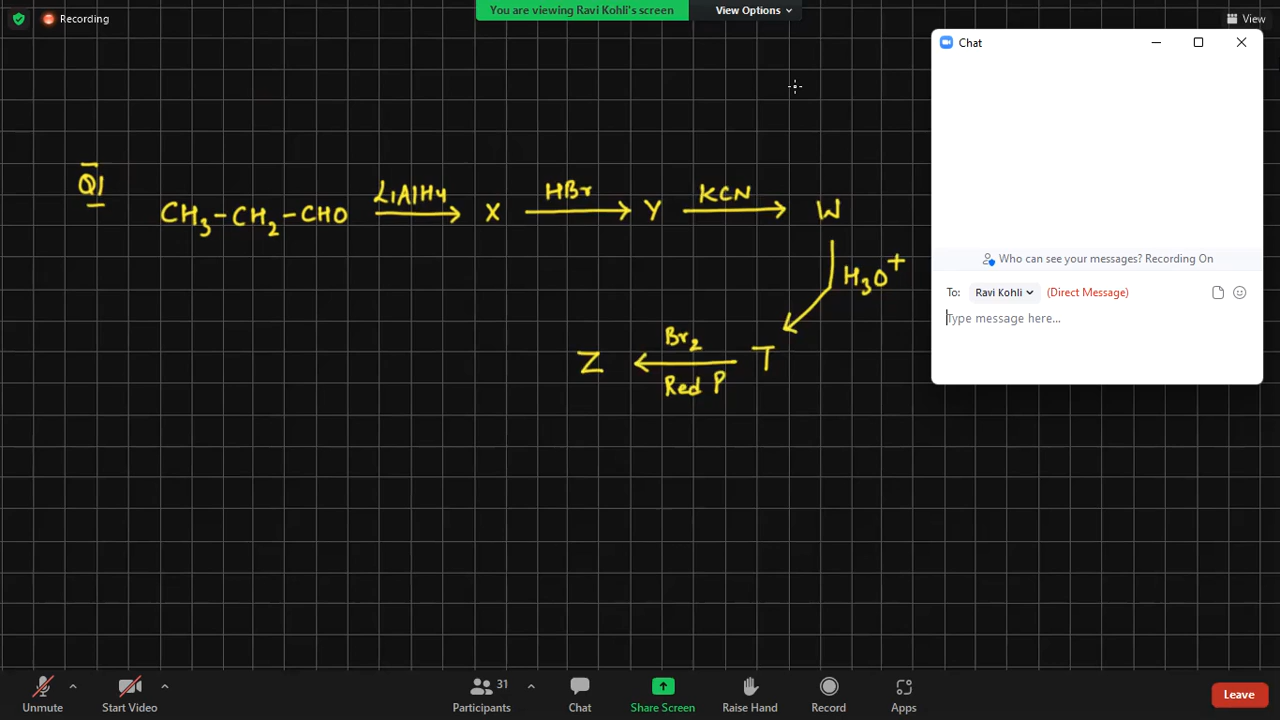 Recording
You are viewing Ravi Kohli's screen
View Options
View
Chat
Q1
CH3-CH2-CHO LiAlH4 X HBr Y KCN W
H3O+
Z Br2 Red P T
Who can see your messages? Recording On
To: Ravi Kohli (Direct Message)
Type message here...
Unmute
Start Video
Participants 31
Chat
Share Screen
Raise Hand
Record
Apps
Leave